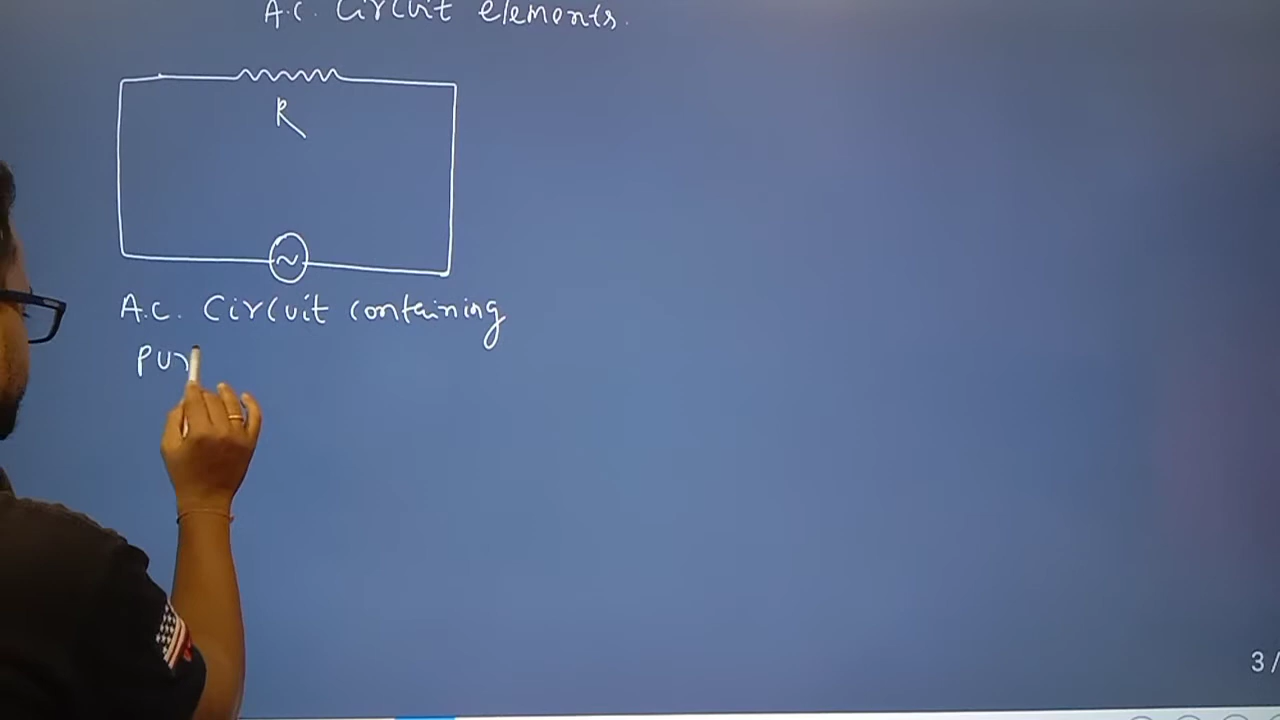 A.C. Circuit elements.
R
A.C. Circuit containing
pur
3/